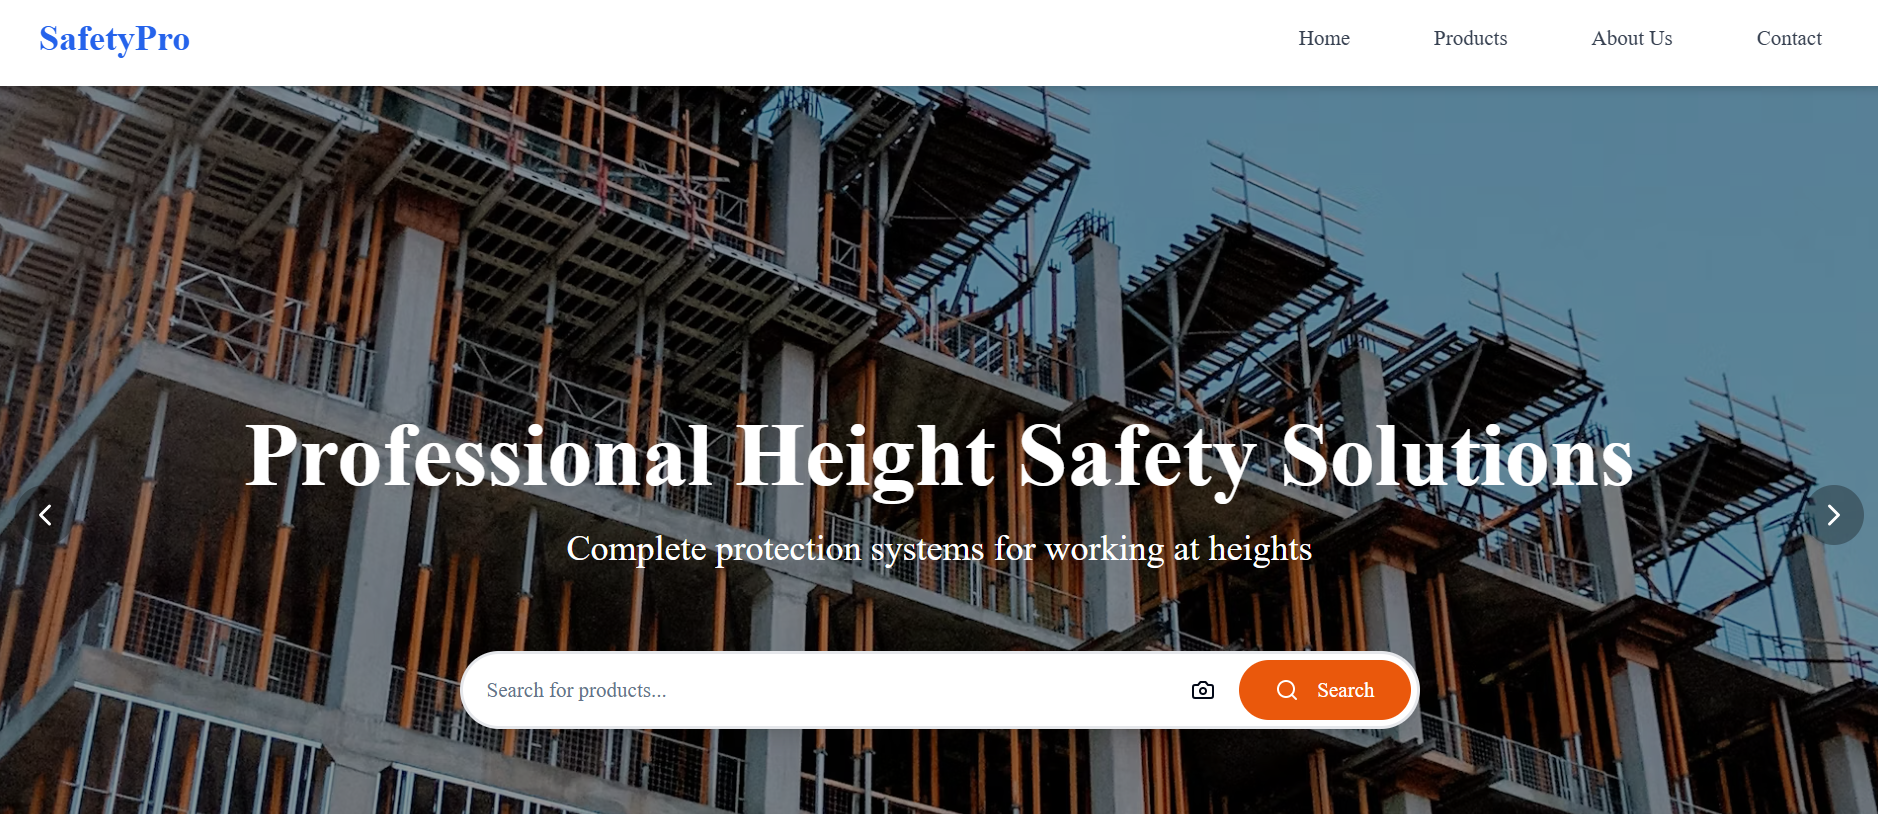 SafetyPro
Home
Products
About Us
Contact
Professional Height Safety Solutions
Complete protection systems for working at heights
Search for products...
Search